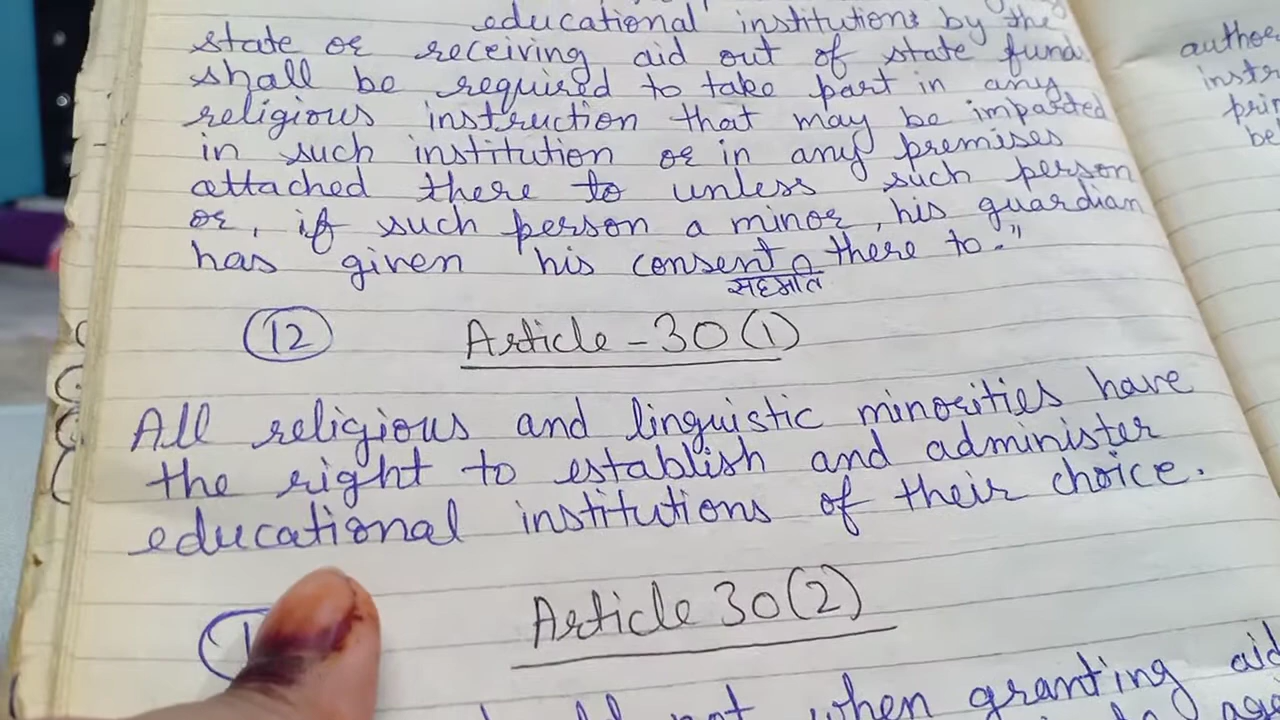 educational institutions by the
state or receiving aid out of state fund
shall be required to take part in any
religious instruction that may be imparted
in such institution or in any premises
attached there to unless such person
or, if such person a minor, his guardian
has given his consent there to."
सहमति
12 Article - 30 (1)
All religious and linguistic minorities have
the right to establish and administer
educational institutions of their choice.
Article 30 (2)
not when granting aid
instr
be